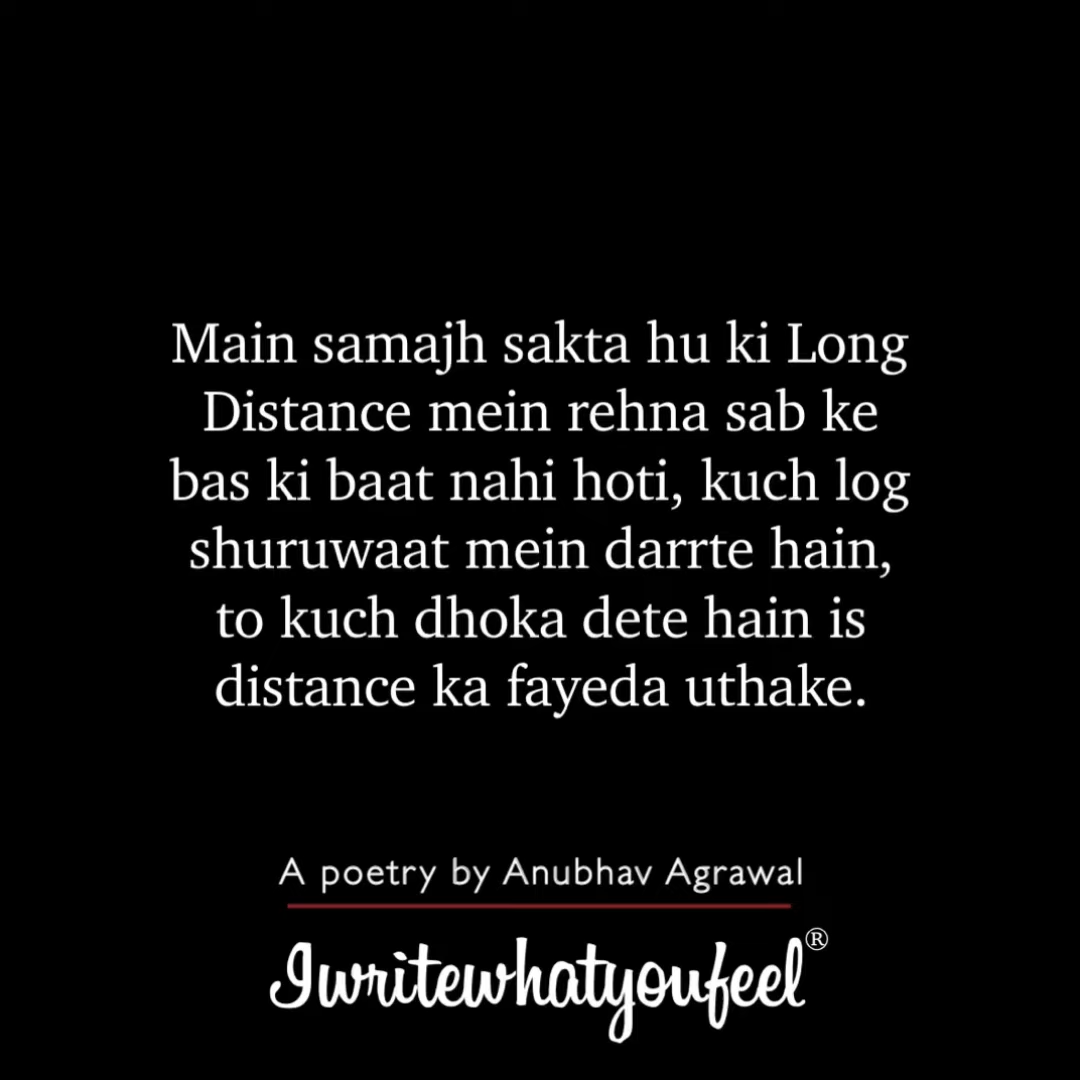 Main samajh sakta hu ki Long
Distance mein rehna sab ke
bas ki baat nahi hoti, kuch log
shuruwaat mein darrte hain,
to kuch dhoka dete hain is
distance ka fayeda uthake.
A poetry by Anubhav Agrawal
Iwritewhatyoufeel®